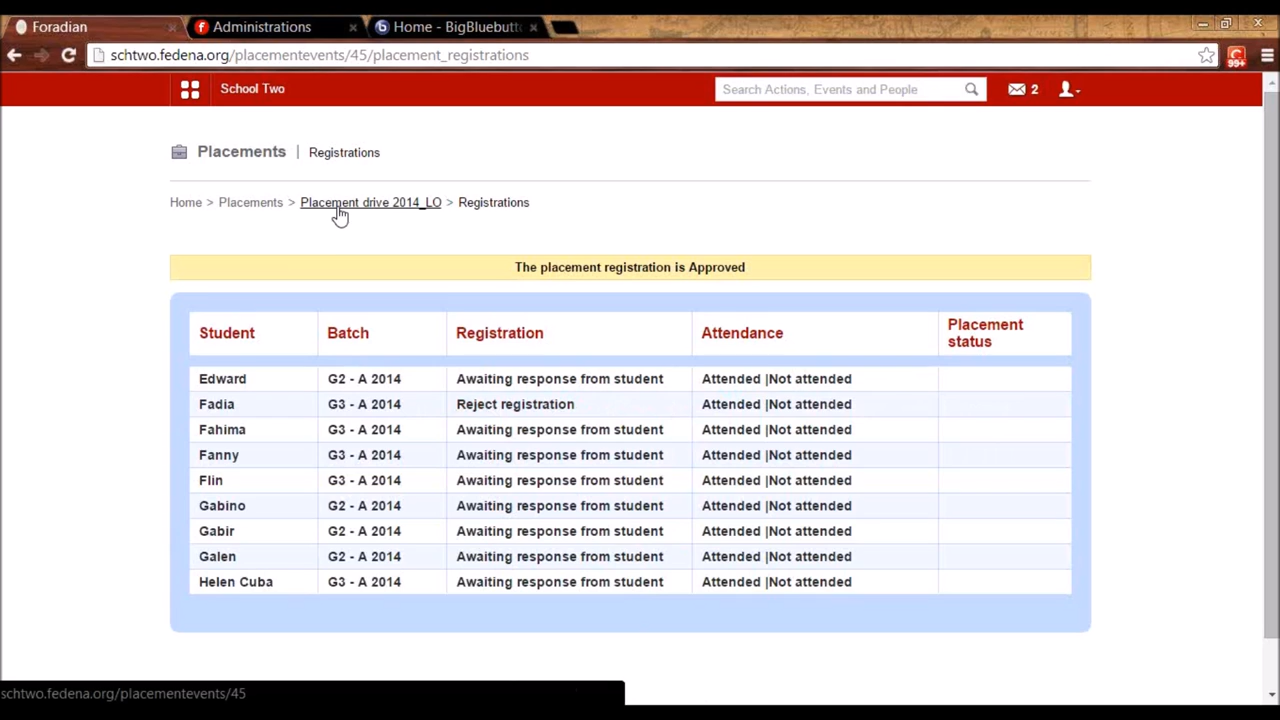 Foradian
Administrations
Home - BigBluebutt
schtwo.fedena.org/placementevents/45/placement_registrations
99+
School Two
Search Actions, Events and People
2
Placements | Registrations
Home > Placements > Placement drive 2014_LO > Registrations
The placement registration is Approved
Student Batch Registration Attendance Placement status
Edward G2 - A 2014 Awaiting response from student Attended |Not attended
Fadia G3 - A 2014 Reject registration Attended |Not attended
Fahima G3 - A 2014 Awaiting response from student Attended |Not attended
Fanny G3 - A 2014 Awaiting response from student Attended |Not attended
Flin G3 - A 2014 Awaiting response from student Attended |Not attended
Gabino G2 - A 2014 Awaiting response from student Attended |Not attended
Gabir G2 - A 2014 Awaiting response from student Attended |Not attended
Galen G2 - A 2014 Awaiting response from student Attended |Not attended
Helen Cuba G3 - A 2014 Awaiting response from student Attended |Not attended
schtwo.fedena.org/placementevents/45